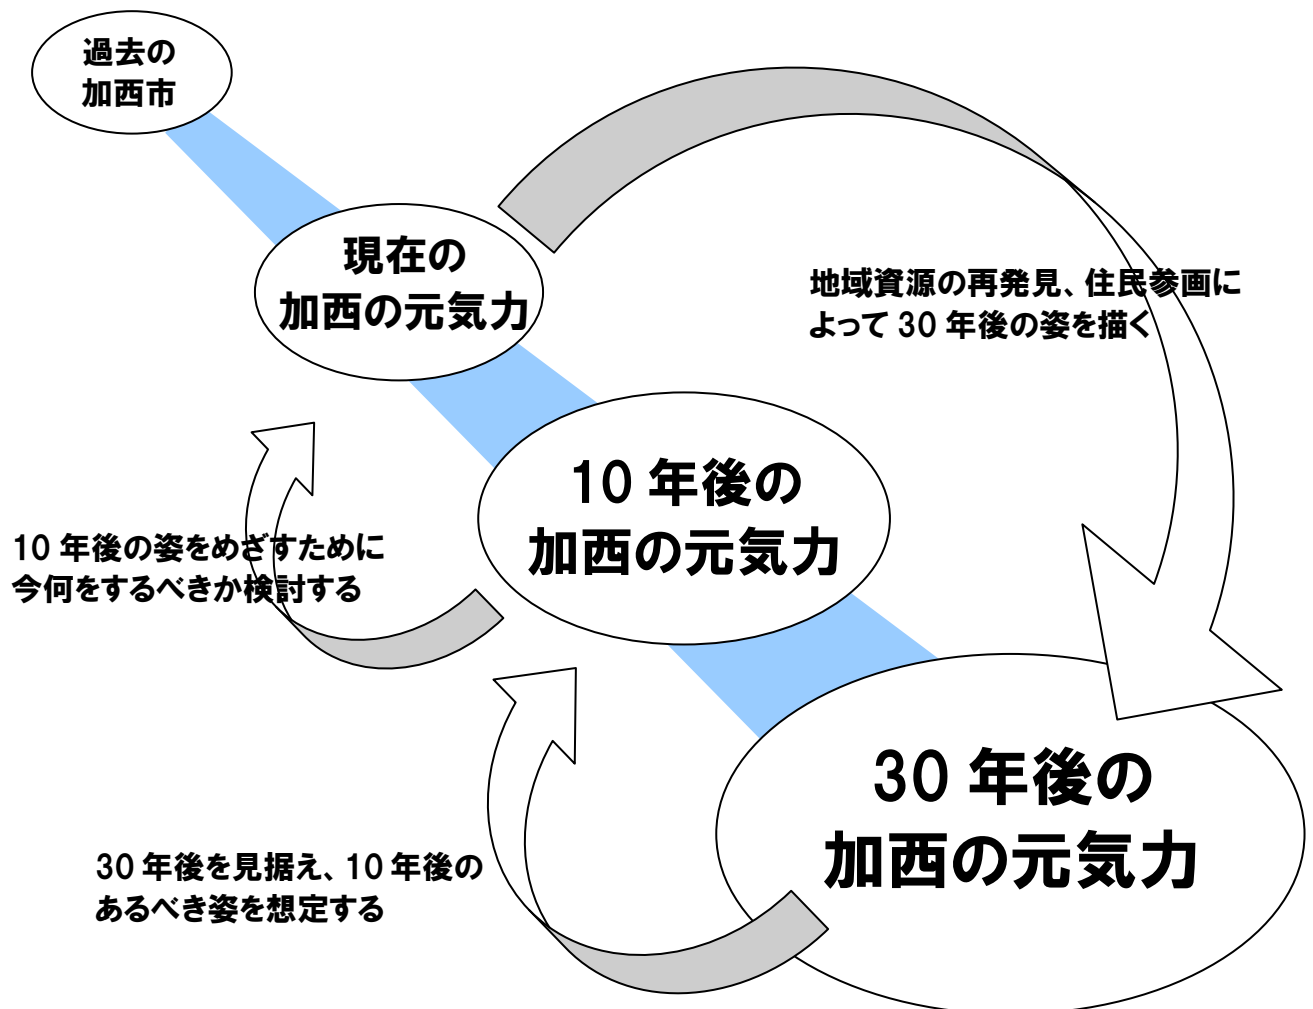 過去の
加西市
現在の
加西の元気力
地域資源の再発見、住民参画に
よって 30 年後の姿を描く
10 年後の
加西の元気力
10 年後の姿をめざすために
今何をするべきか検討する
30 年後の
加西の元気力
30 年後を見据え、10 年後の
あるべき姿を想定する